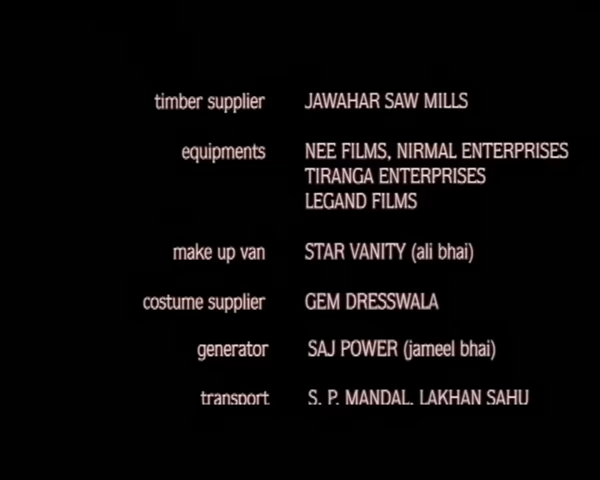 timber supplier JAWAHAR SAW MILLS
equipments NEE FILMS, NIRMAL ENTERPRISES
TIRANGA ENTERPRISES
LEGAND FILMS
make up van STAR VANITY (ali bhai)
costume supplier GEM DRESSWALA
generator SAJ POWER (jameel bhai)
transport S. P. MANDAL, LAKHAN SAHU